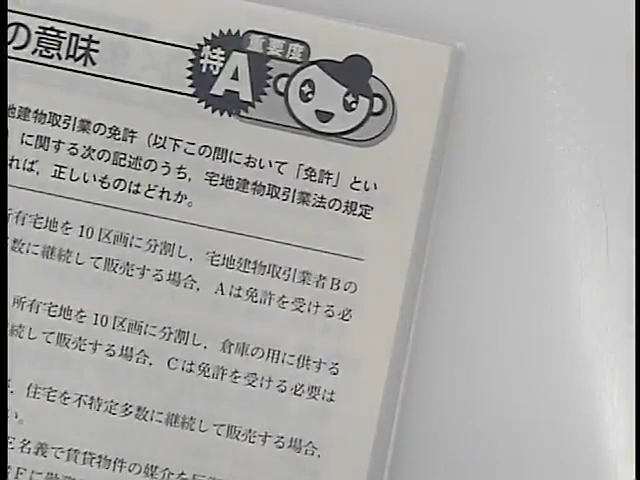 の意味
重要度
特A
地建物取引業の免許（以下この問において「免許」とい
に関する次の記述のうち，宅地建物取引業法の規定
れば，正しいものはどれか。
所有宅地を10区画に分割し，宅地建物取引業者Bの
数に継続して販売する場合，Aは免許を受ける必
所有宅地を10区画に分割し，倉庫の用に供する
続して販売する場合，Cは免許を受ける必要は
，住宅を不特定多数に継続して販売する場合，
い。
E名義で賃貸物件の媒介を